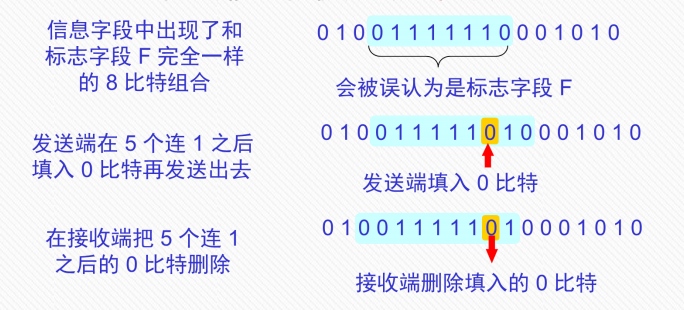 信息字段中出现了和
标志字段 F 完全一样
的 8 比特组合
0 1 0 0 1 1 1 1 1 1 0 0 0 1 0 1 0
会被误认为是标志字段 F
发送端在 5 个连 1 之后
填入 0 比特再发送出去
0 1 0 0 1 1 1 1 1 0 1 0 0 0 1 0 1 0
发送端填入 0 比特
在接收端把 5 个连 1
之后的 0 比特删除
0 1 0 0 1 1 1 1 1 0 1 0 0 0 1 0 1 0
接收端删除填入的 0 比特